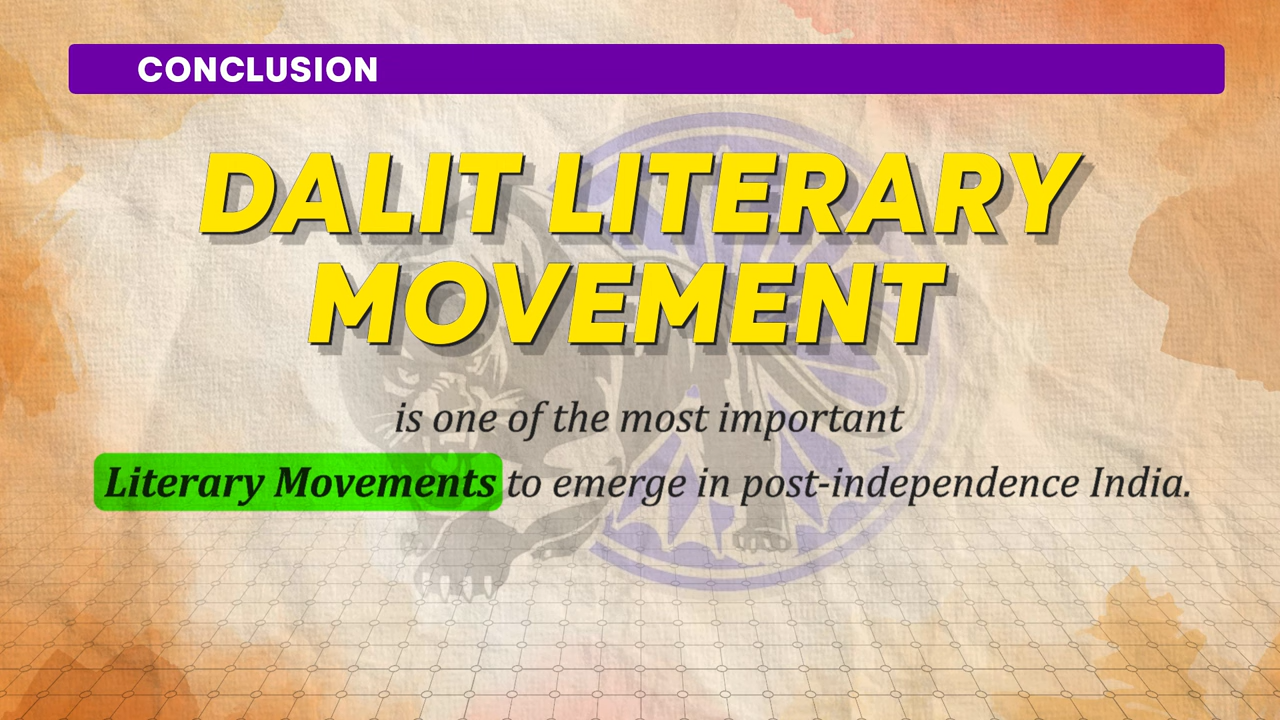 CONCLUSION
DALIT LITERARY
MOVEMENT
is one of the most important
Literary Movements to emerge in post-independence India.